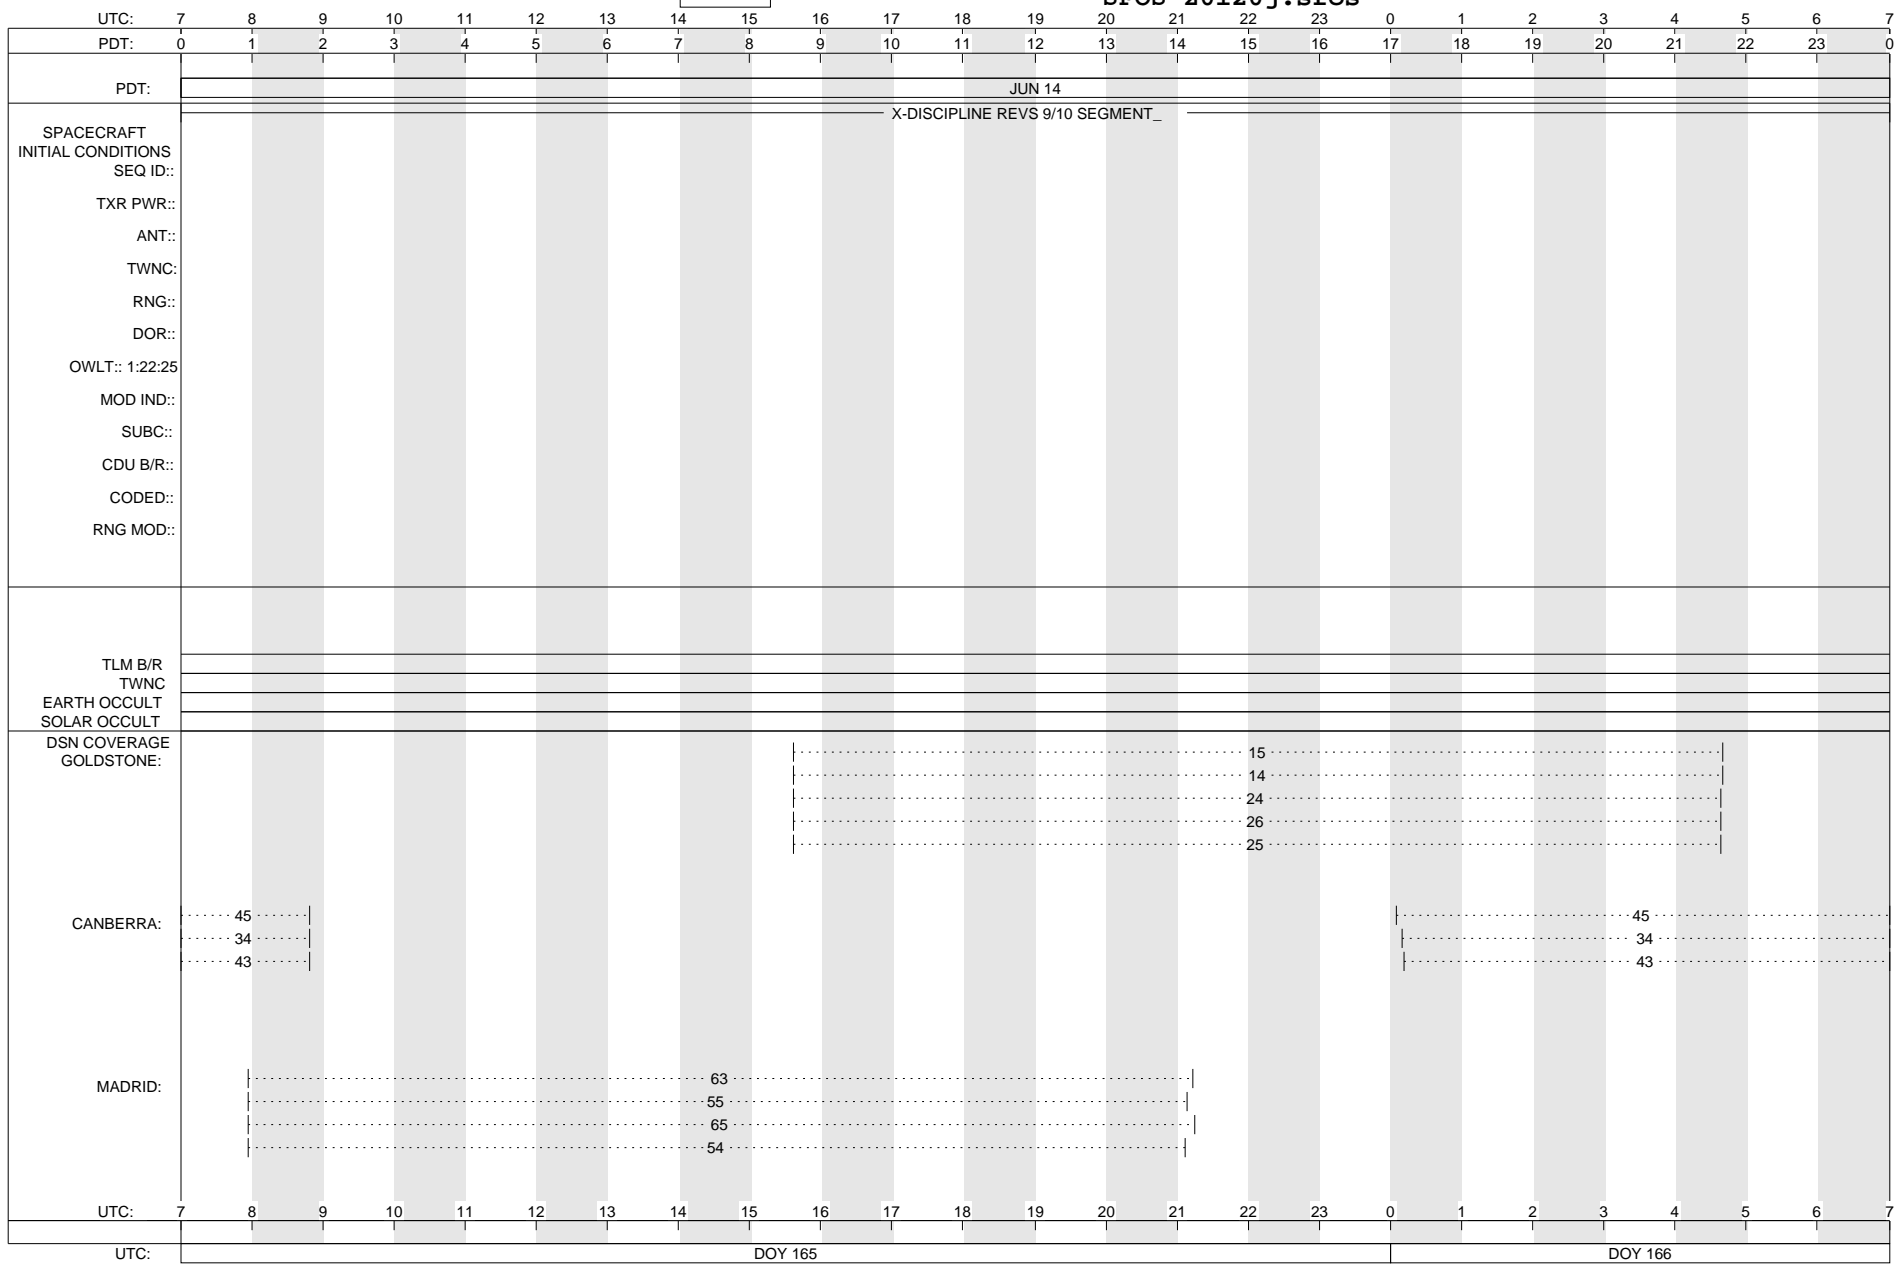 UTC: 7 8 9 10 11 12 13 14 15 16 17 18 19 20 21 22 23 0 1 2 3 4 5 6 7
PDT: 0 1 2 3 4 5 6 7 8 9 10 11 12 13 14 15 16 17 18 19 20 21 22 23 0
PDT: JUN 14
X-DISCIPLINE REVS 9/10 SEGMENT_
SPACECRAFT
INITIAL CONDITIONS
SEQ ID::
TXR PWR::
ANT::
TWNC:
RNG::
DOR::
OWLT:: 1:22:25
MOD IND::
SUBC::
CDU B/R::
CODED::
RNG MOD::
TLM B/R
TWNC
EARTH OCCULT
SOLAR OCCULT
DSN COVERAGE
GOLDSTONE:
15
14
24
26
25
CANBERRA:
45 45
34 34
43 43
MADRID:
63
55
65
54
UTC: 7 8 9 10 11 12 13 14 15 16 17 18 19 20 21 22 23 0 1 2 3 4 5 6 7
UTC: DOY 165 DOY 166